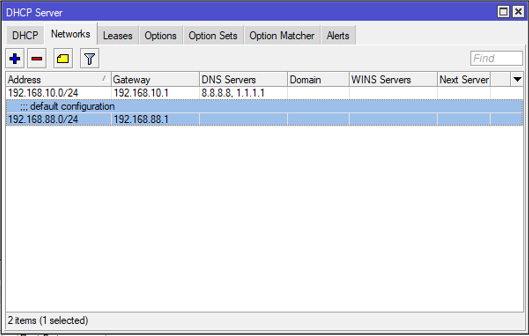 DHCP Server
DHCP Networks Leases Options Option Sets Option Matcher Alerts
Find
Address Gateway DNS Servers Domain WINS Servers Next Server
192.168.10.0/24 192.168.10.1 8.8.8.8, 1.1.1.1
;;; default configuration
192.168.88.0/24 192.168.88.1
2 items (1 selected)